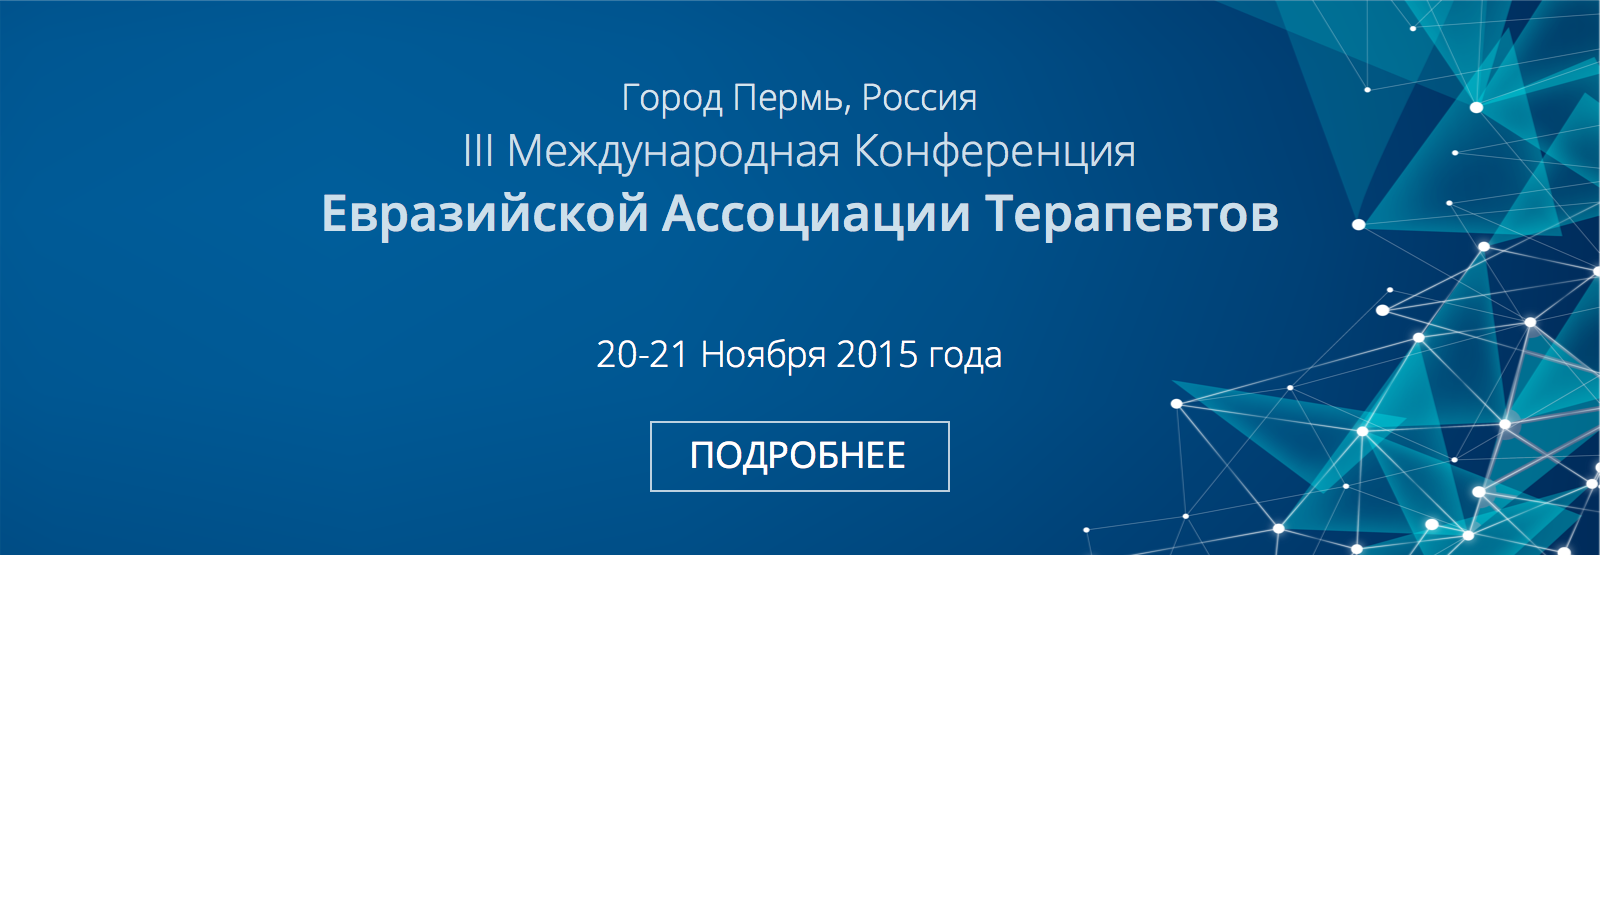 Город Пермь, Россия
III Международная Конференция
Евразийской Ассоциации Терапевтов
20-21 Ноября 2015 года
ПОДРОБНЕЕ